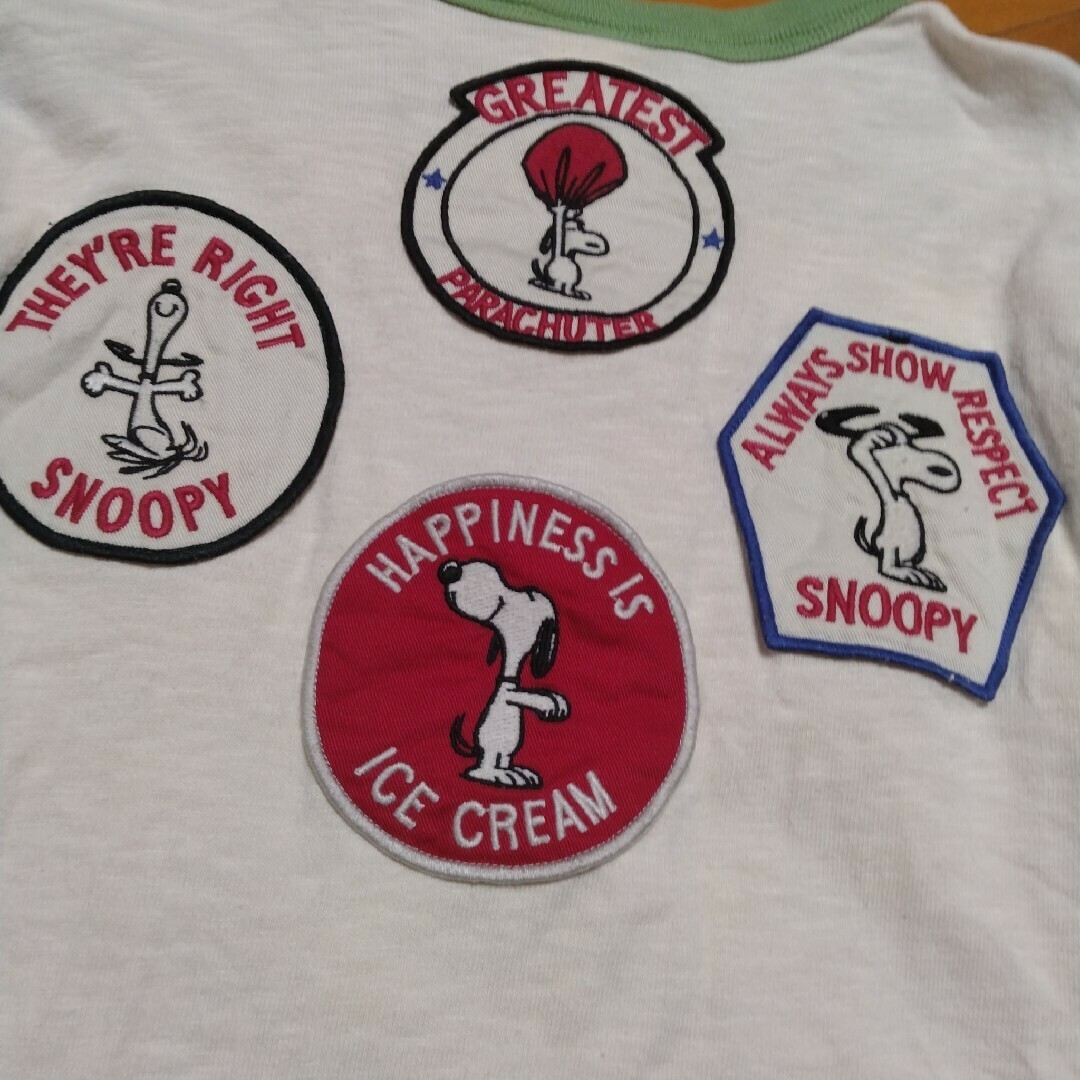 GREATEST
PARACHUTER
THEY'RE RIGHT
SNOOPY
ALWAYS SHOW RESPECT
SNOOPY
HAPPINESS IS
ICE CREAM